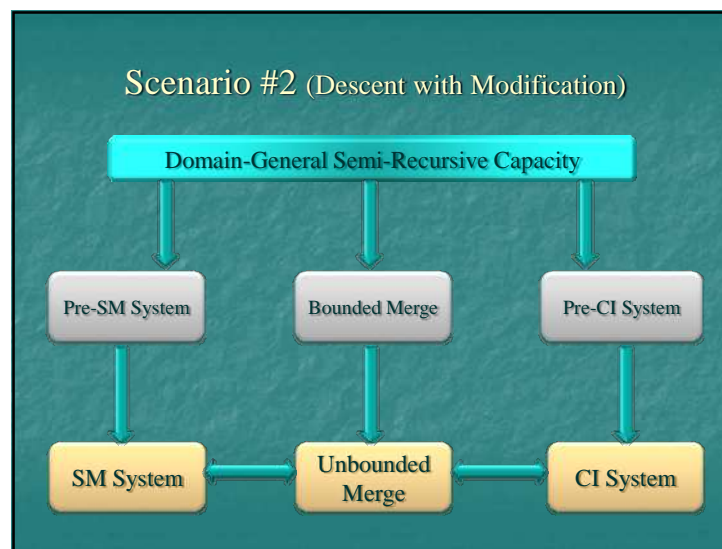 Scenario #2 (Descent with Modification)
Domain-General Semi-Recursive Capacity
Pre-SM System
Bounded Merge
Pre-CI System
SM System
Unbounded
Merge
CI System